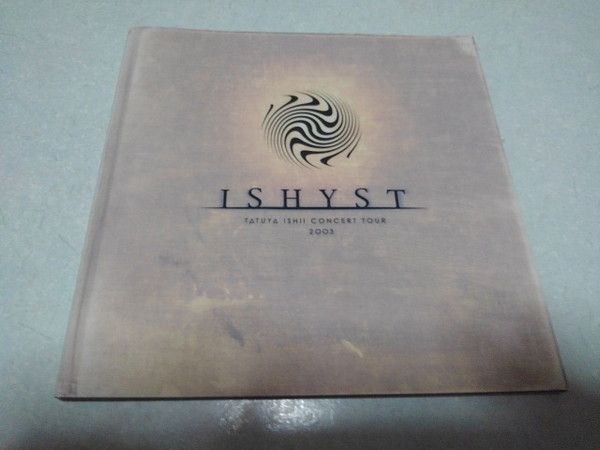 ISHYST
TATUYA ISHII CONCERT TOUR
2003